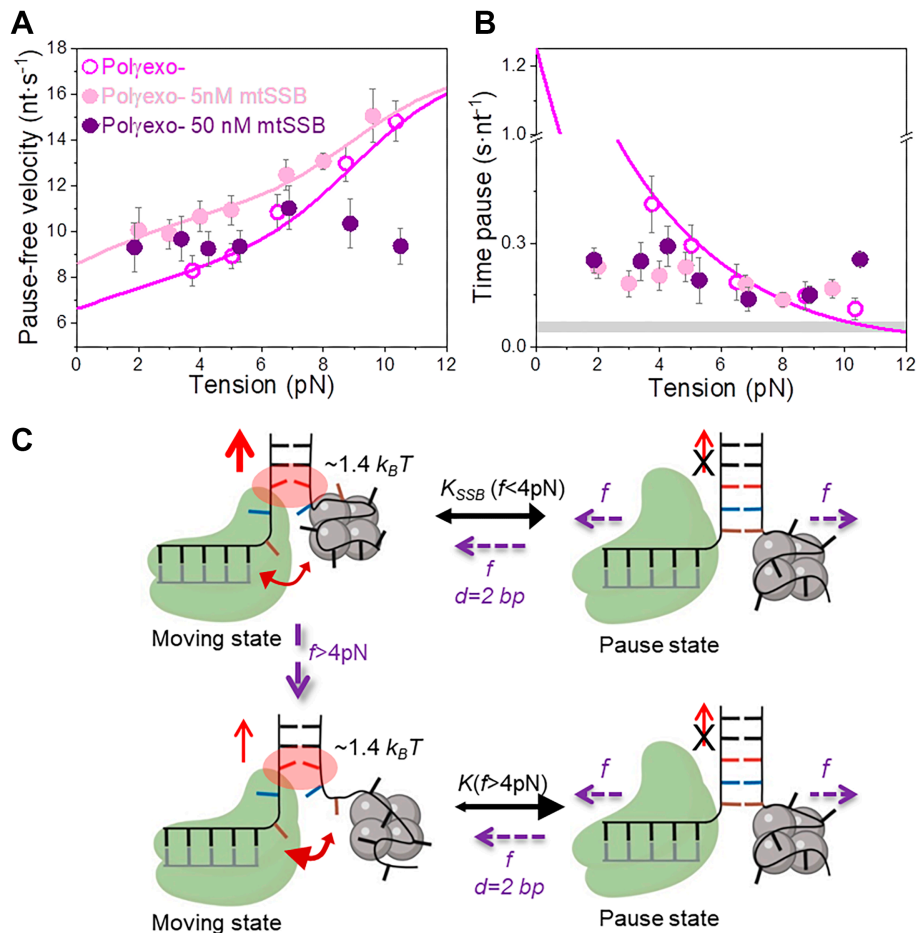 A
Pause-free velocity (nt·s⁻¹)
18
16
14
12
10
8
6
Polγexo-
Polγexo- 5nM mtSSB
Polγexo- 50 nM mtSSB
0 2 4 6 8 10 12
Tension (pN)
B
Time pause (s·nt⁻¹)
1.2
1.0
0.3
0.0
0 2 4 6 8 10 12
Tension (pN)
C
~1.4 kBT
Moving state
KSSB (f<4pN)
f
d=2 bp
X
f
f
Pause state
f>4pN
~1.4 kBT
Moving state
K(f>4pN)
f
d=2 bp
X
f
f
Pause state